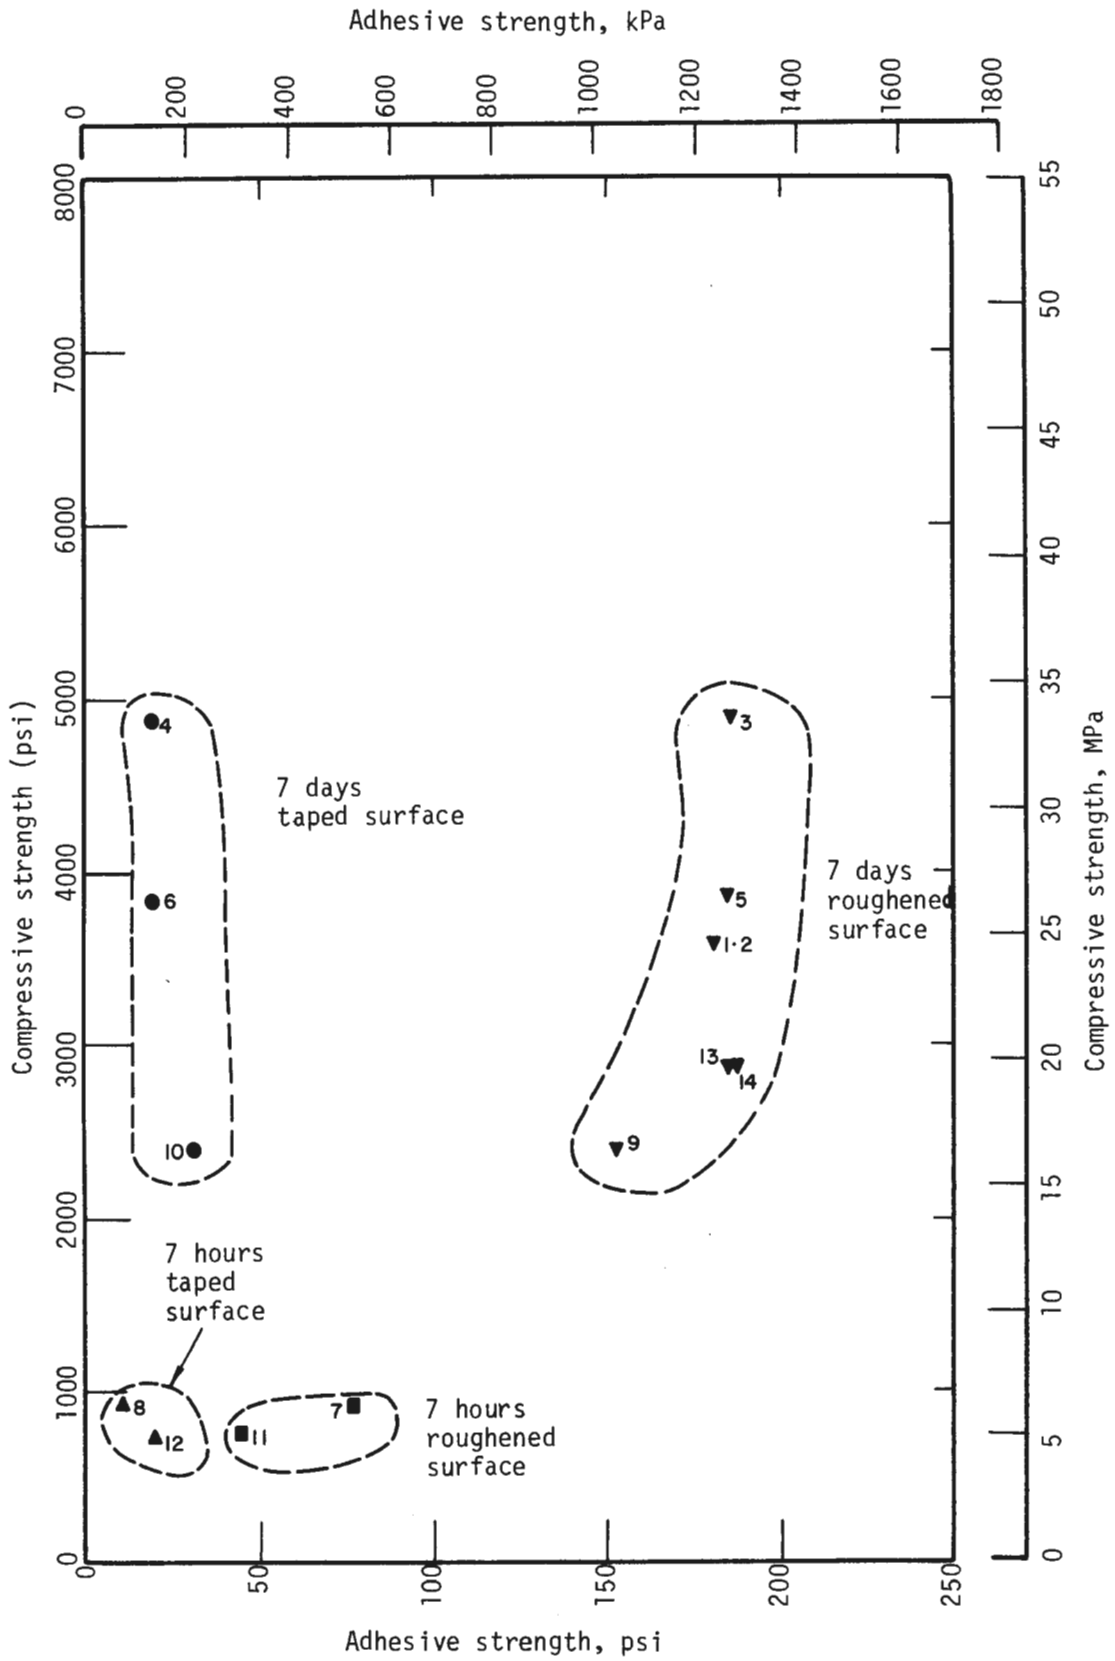 Adhesive strength, kPa
0 200 400 600 800 1000 1200 1400 1600 1800
8000
7000
6000
5000
4000
3000
2000
1000
0
Compressive strength (psi)
55
50
45
40
35
30
25
20
15
10
5
0
Compressive strength, MPa
4
3
7 days
taped surface
6
5
7 days
roughened
surface
1·2
13
14
10
9
7 hours
taped
surface
8
12
11
7
7 hours
roughened
surface
0 50 100 150 200 250
Adhesive strength, psi